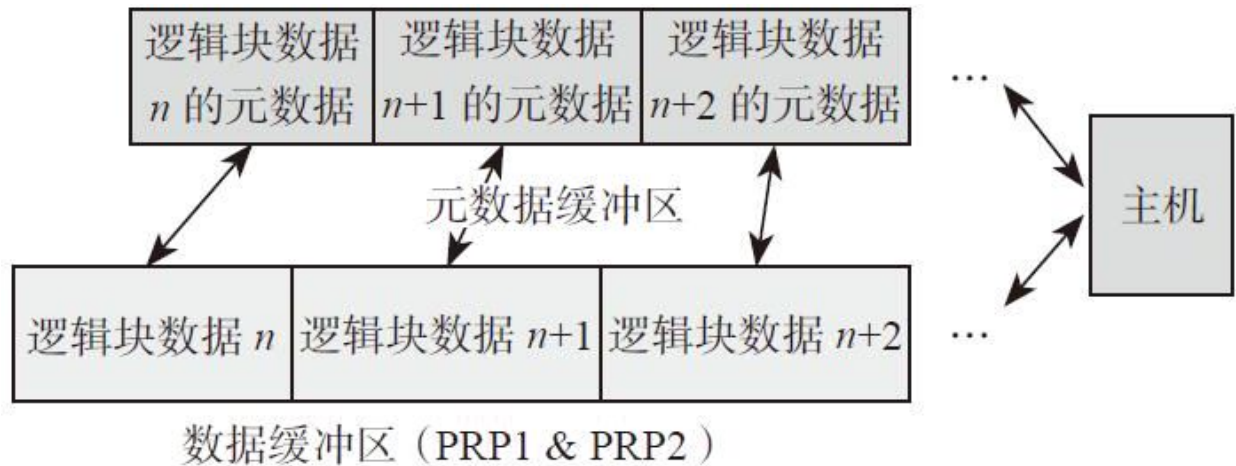 逻辑块数据 逻辑块数据 逻辑块数据
n 的元数据 n+1 的元数据 n+2 的元数据
...
主机
元数据缓冲区
逻辑块数据 n 逻辑块数据 n+1 逻辑块数据 n+2
...
数据缓冲区（PRP1 & PRP2）